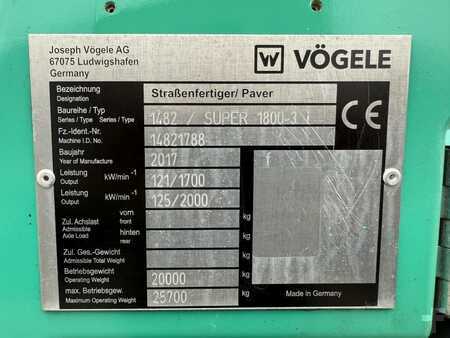 Joseph Vögele AG
67075 Ludwigshafen
Germany
W VÖGELE
Bezeichnung
Designation
Straßenfertiger/ Paver
Baureihe / Typ
Series / Type Series / Type
1482 / SUPER 1800-3 i
CE
Fz.-Ident.-Nr.
Machine I.D. No.
14821788
Baujahr
Year of Manufacture
2017
Leistung
Output
kW/min⁻¹
121/1700
Leistung
Output
kW/min⁻¹
125/2000
Zul. Achslast
Admissible
Axle Load
vorn
front
kg
hinten
rear
kg
Zul. Ges.-Gewicht
Admissible Total Weight
kg
Betriebsgewicht
Operating Weight
20000
kg
max. Betriebsgew.
Maximum Operating Weight
25700
kg
Made in Germany